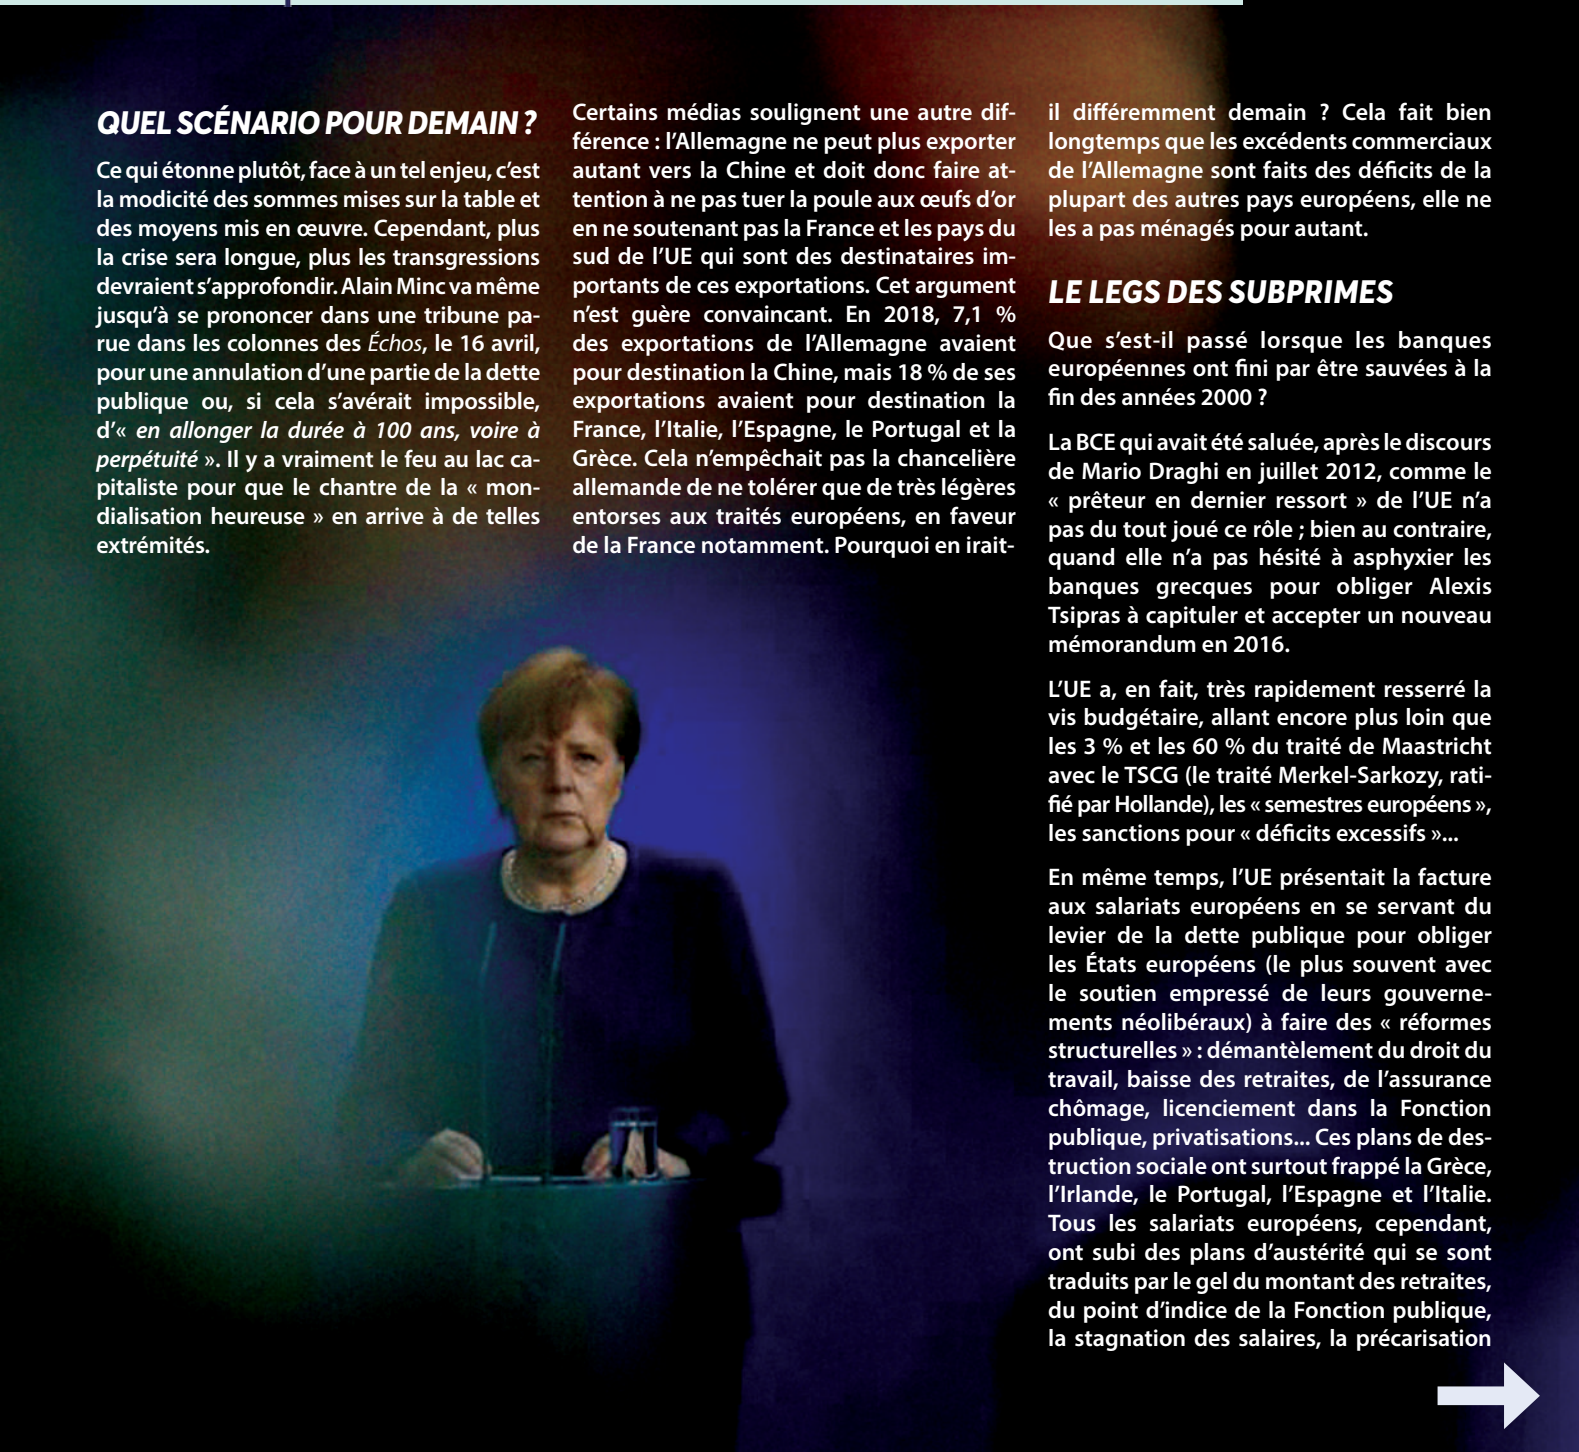 QUEL SCÉNARIO POUR DEMAIN ?
Ce qui étonne plutôt, face à un tel enjeu, c’est
la modicité des sommes mises sur la table et
des moyens mis en œuvre. Cependant, plus
la crise sera longue, plus les transgressions
devraient s’approfondir. Alain Minc va même
jusqu’à se prononcer dans une tribune pa-
rue dans les colonnes des Échos, le 16 avril,
pour une annulation d’une partie de la dette
publique ou, si cela s’avérait impossible,
d’« en allonger la durée à 100 ans, voire à
perpétuité ». Il y a vraiment le feu au lac ca-
pitaliste pour que le chantre de la « mon-
dialisation heureuse » en arrive à de telles
extrémités.
Certains médias soulignent une autre dif-
férence : l’Allemagne ne peut plus exporter
autant vers la Chine et doit donc faire at-
tention à ne pas tuer la poule aux œufs d’or
en ne soutenant pas la France et les pays du
sud de l’UE qui sont des destinataires im-
portants de ces exportations. Cet argument
n’est guère convaincant. En 2018, 7,1 %
des exportations de l’Allemagne avaient
pour destination la Chine, mais 18 % de ses
exportations avaient pour destination la
France, l’Italie, l’Espagne, le Portugal et la
Grèce. Cela n’empêchait pas la chancelière
allemande de ne tolérer que de très légères
entorses aux traités européens, en faveur
de la France notamment. Pourquoi en irait-
il différemment demain ? Cela fait bien
longtemps que les excédents commerciaux
de l’Allemagne sont faits des déficits de la
plupart des autres pays européens, elle ne
les a pas ménagés pour autant.
LE LEGS DES SUBPRIMES
Que s’est-il passé lorsque les banques
européennes ont fini par être sauvées à la
fin des années 2000 ?
La BCE qui avait été saluée, après le discours
de Mario Draghi en juillet 2012, comme le
« prêteur en dernier ressort » de l’UE n’a
pas du tout joué ce rôle ; bien au contraire,
quand elle n’a pas hésité à asphyxier les
banques grecques pour obliger Alexis
Tsipras à capituler et accepter un nouveau
mémorandum en 2016.
L’UE a, en fait, très rapidement resserré la
vis budgétaire, allant encore plus loin que
les 3 % et les 60 % du traité de Maastricht
avec le TSCG (le traité Merkel-Sarkozy, rati-
fié par Hollande), les « semestres européens »,
les sanctions pour « déficits excessifs »...
En même temps, l’UE présentait la facture
aux salariats européens en se servant du
levier de la dette publique pour obliger
les États européens (le plus souvent avec
le soutien empressé de leurs gouverne-
ments néolibéraux) à faire des « réformes
structurelles » : démantèlement du droit du
travail, baisse des retraites, de l’assurance
chômage, licenciement dans la Fonction
publique, privatisations... Ces plans de des-
truction sociale ont surtout frappé la Grèce,
l’Irlande, le Portugal, l’Espagne et l’Italie.
Tous les salariats européens, cependant,
ont subi des plans d’austérité qui se sont
traduits par le gel du montant des retraites,
du point d’indice de la Fonction publique,
la stagnation des salaires, la précarisation